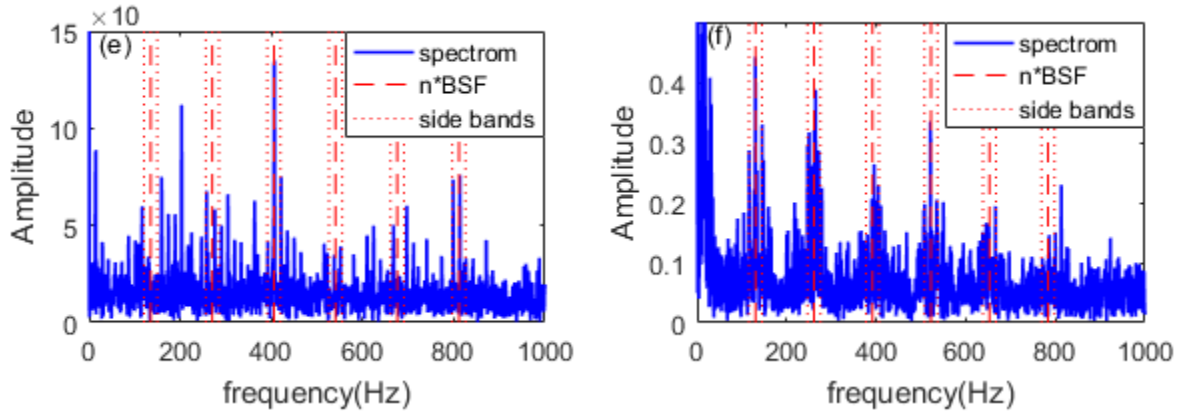 ×10
(e)
15
10
5
0
Amplitude
0 200 400 600 800 1000
frequency(Hz)
spectrom
n*BSF
side bands
(f)
0.4
0.3
0.2
0.1
0
Amplitude
0 200 400 600 800 1000
frequency(Hz)
spectrom
n*BSF
side bands